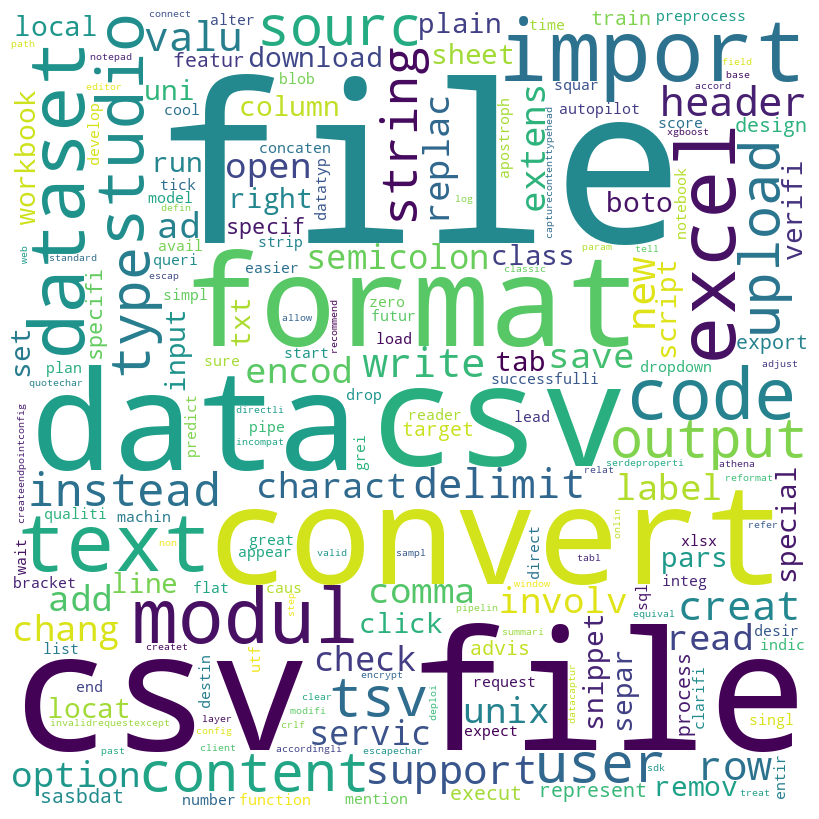 connect
alter
time
train
preprocess
local
valu
sourc
plain
import
path
notepad
featur
download
sheet
field
base
accord
editor
blob
squar
header
dataset
typestudio
file
string
uni
column
cool
concaten
replac
apostroph
extens
autopilot
score
xgboost
design
workbook
develop
run
tick
open
datatyp
excel
upload
verifi
model
defin
right
log
capturecontenttypehead
boto
notebook
ad
specif
avail
strip
semicolon
class
param
tell
new
script
web
standard
queri
escap
easier
format
classic
simpl
txt
zero
futur
allow
recommend
load
export
set
plan
specifi
input
sure
start
write
tab
save
dropdown
adjust
encod
successfulli
quotechar
drop
data
csv
code
predict
directli
pipe
incompat
grei
reader
target
lead
output
relat
serdeproperti
athena
reformat
createendpointconfig
instead
charact
delimit
label
special
text
convert
qualiti
machin
great
appear
valid
sampl
tabl
onlin
refer
xlsx
wait
non
direct
pars
bracket
flat
caus
integ
add
line
comma
window
involv
sql
creat
step
pipelin
equival
modul
click
chang
list
createt
check
summari
advis
snippet
separ
read
desir
indic
csv
file
utf
end
destin
encrypt
tsv
request
unix
process
clarifi
locat
layer
modifi
clear
deploi
datacaptur
singl
invalidrequestexcept
config
crlf
servic
expect
past
client
accordingli
escapechar
sdk
option
content
support
user
row
entir
sasbdat
number
function
mention
execut
represent
remov
treat